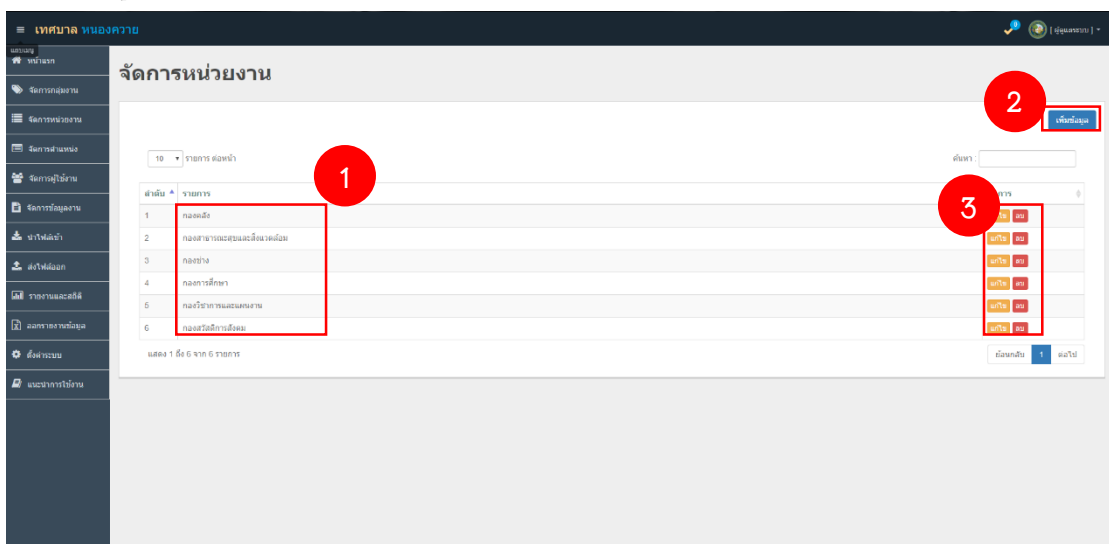 ≡ เทศบาล หนองควาย
0
[ ผู้ดูแลระบบ ]
แสบเมนู
หน้าแรก
จัดการกลุ่มงาน
จัดการหน่วยงาน
จัดการตำแหน่ง
จัดการผู้ใช้งาน
จัดการข้อมูลงาน
นำไฟล์เข้า
ส่งไฟล์ออก
รายงานและสถิติ
ออกรายงานข้อมูล
ตั้งค่าระบบ
แนะนำการใช้งาน
จัดการหน่วยงาน
2
เพิ่มข้อมูล
10 รายการ ต่อหน้า
ค้นหา :
1
3
ลำดับ รายการ
1 กองคลัง แก้ไข ลบ
2 กองสาธารณะสุขและสิ่งแวดล้อม แก้ไข ลบ
3 กองช่าง แก้ไข ลบ
4 กองการศึกษา แก้ไข ลบ
5 กองวิชาการและแผนงาน แก้ไข ลบ
6 กองสวัสดิการสังคม แก้ไข ลบ
แสดง 1 ถึง 6 จาก 6 รายการ
ย้อนกลับ 1 ต่อไป